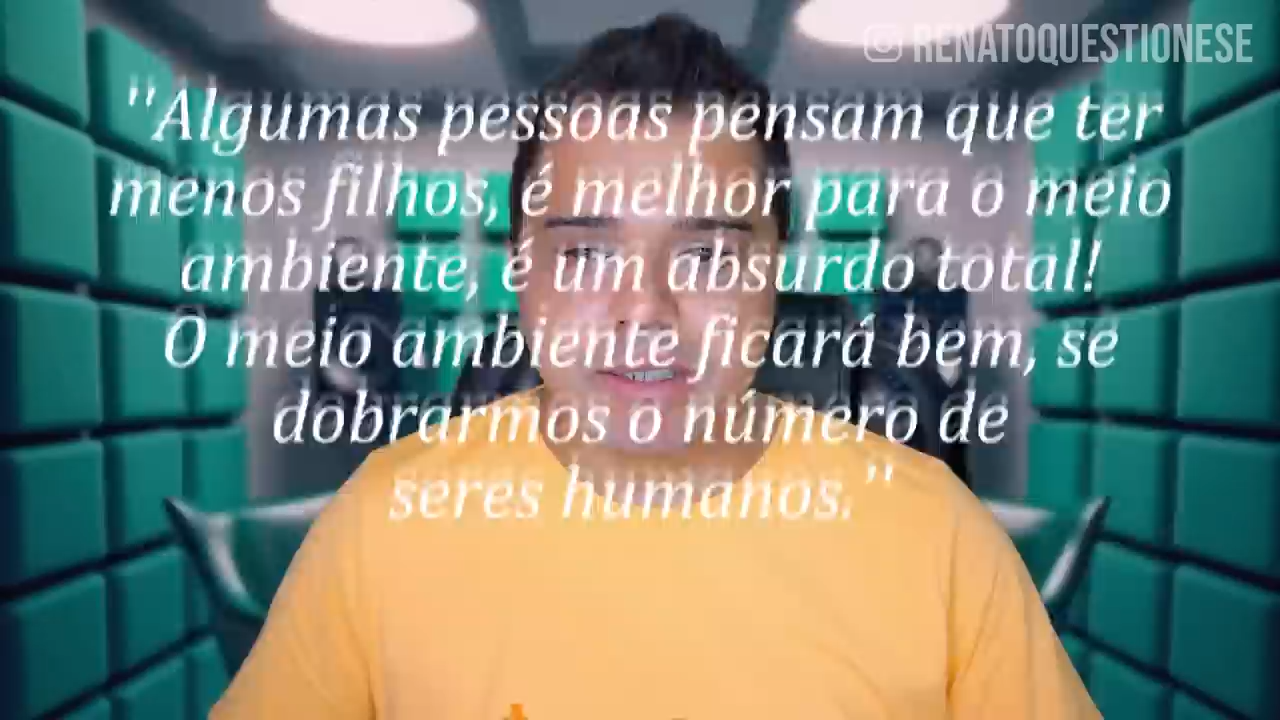 @RENATOQUESTIONESE
"Algumas pessoas pensam que ter
menos filhos, é melhor para o meio
ambiente, é um absurdo total!
O meio ambiente ficará bem, se
dobrarmos o número de
seres humanos."